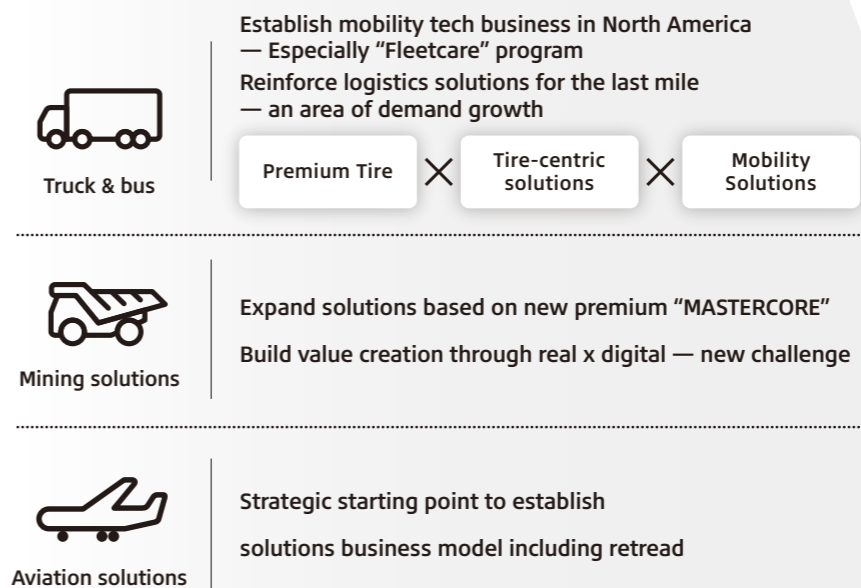 Establish mobility tech business in North America
— Especially “Fleetcare” program
Reinforce logistics solutions for the last mile
— an area of demand growth
Truck & bus
Premium Tire
Tire-centric
solutions
Mobility
Solutions
Mining solutions
Expand solutions based on new premium “MASTERCORE”
Build value creation through real x digital — new challenge
Aviation solutions
Strategic starting point to establish
solutions business model including retread